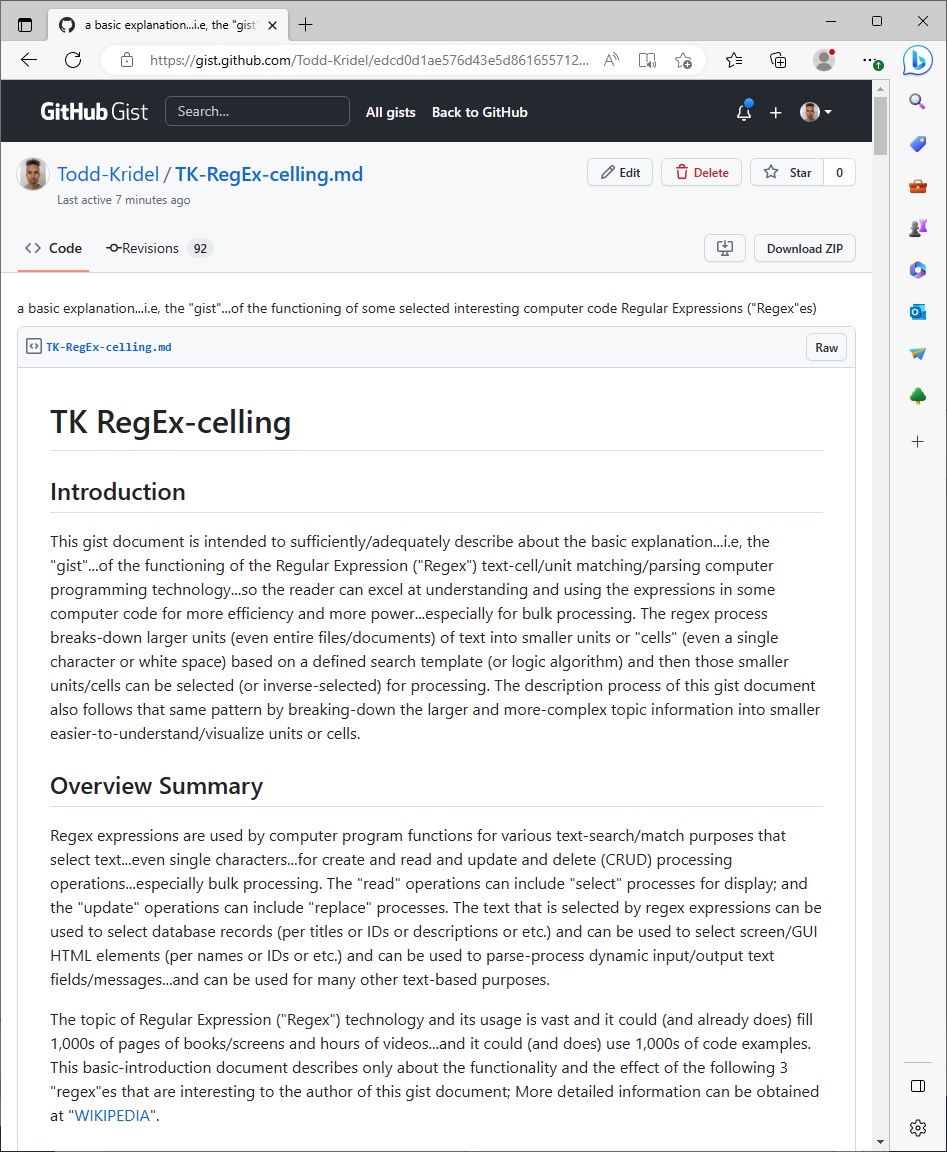 a basic explanation...i.e, the "gist"
https://gist.github.com/Todd-Kridel/edcd0d1ae576d43e5d861655712...
GitHub Gist
Search...
All gists
Back to GitHub
Todd-Kridel / TK-RegEx-celling.md
Edit
Delete
Star
0
Last active 7 minutes ago
Code
Revisions 92
Download ZIP
a basic explanation...i.e, the "gist"...of the functioning of some selected interesting computer code Regular Expressions ("Regex"es)
TK-RegEx-celling.md
Raw
TK RegEx-celling
Introduction
This gist document is intended to sufficiently/adequately describe about the basic explanation...i.e, the
"gist"...of the functioning of the Regular Expression ("Regex") text-cell/unit matching/parsing computer
programming technology...so the reader can excel at understanding and using the expressions in some
computer code for more efficiency and more power...especially for bulk processing. The regex process
breaks-down larger units (even entire files/documents) of text into smaller units or "cells" (even a single
character or white space) based on a defined search template (or logic algorithm) and then those smaller
units/cells can be selected (or inverse-selected) for processing. The description process of this gist document
also follows that same pattern by breaking-down the larger and more-complex topic information into smaller
easier-to-understand/visualize units or cells.
Overview Summary
Regex expressions are used by computer program functions for various text-search/match purposes that
select text...even single characters...for create and read and update and delete (CRUD) processing
operations...especially bulk processing. The "read" operations can include "select" processes for display; and
the "update" operations can include "replace" processes. The text that is selected by regex expressions can be
used to select database records (per titles or IDs or descriptions or etc.) and can be used to select screen/GUI
HTML elements (per names or IDs or etc.) and can be used to parse-process dynamic input/output text
fields/messages...and can be used for many other text-based purposes.
The topic of Regular Expression ("Regex") technology and its usage is vast and it could (and already does) fill
1,000s of pages of books/screens and hours of videos...and it could (and does) use 1,000s of code examples.
This basic-introduction document describes only about the functionality and the effect of the following 3
"regex"es that are interesting to the author of this gist document; More detailed information can be obtained
at "WIKIPEDIA".